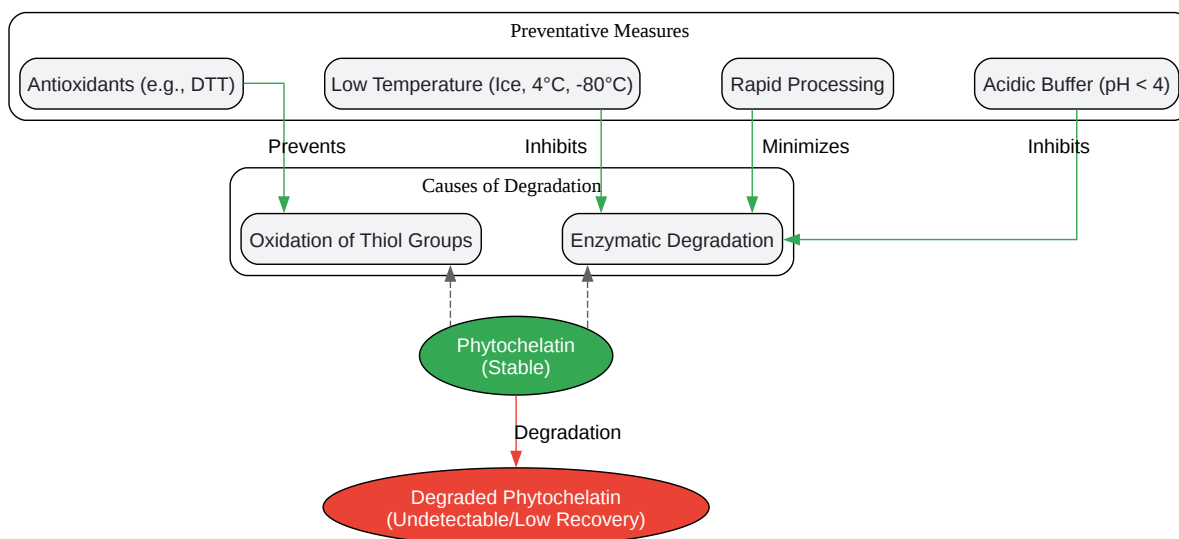 Preventative Measures
Antioxidants (e.g., DTT)
Low Temperature (Ice, 4°C, -80°C)
Rapid Processing
Acidic Buffer (pH < 4)
Prevents
Inhibits
Minimizes
Inhibits
Causes of Degradation
Oxidation of Thiol Groups
Enzymatic Degradation
Phytochelatin
(Stable)
Degradation
Degraded Phytochelatin
(Undetectable/Low Recovery)